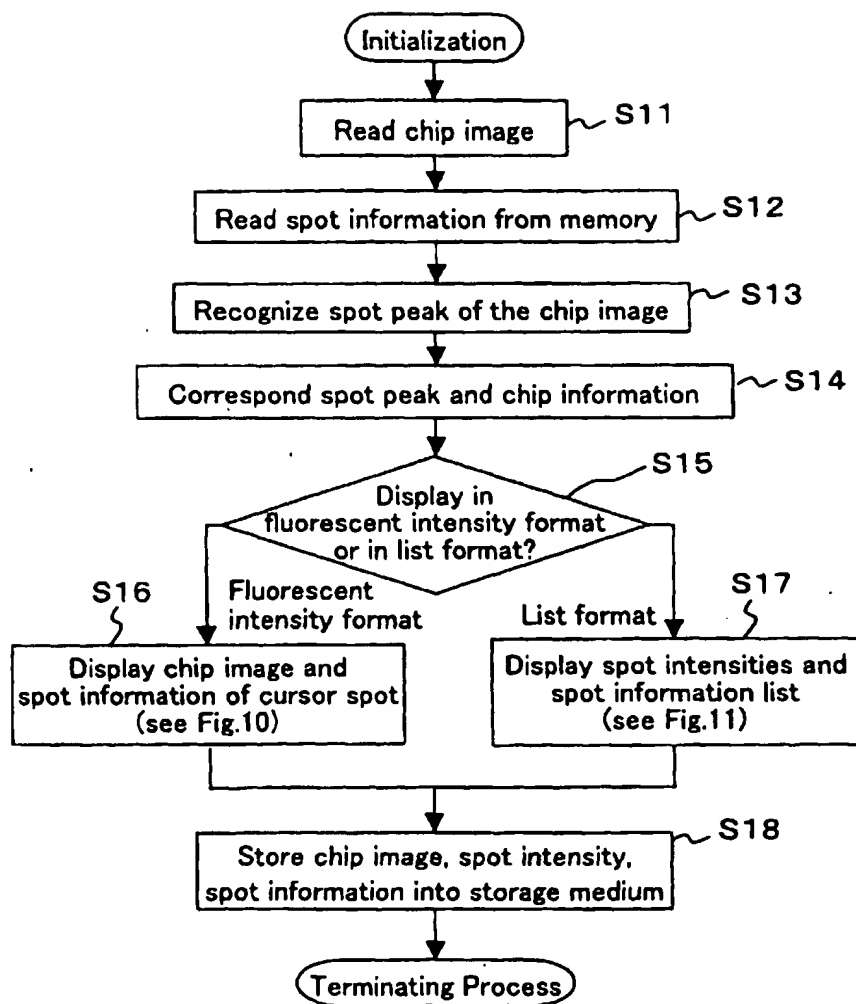 Initialization
Read chip image
S11
Read spot information from memory
S12
Recognize spot peak of the chip image
S13
Correspond spot peak and chip information
S14
S15
Display in
fluorescent intensity format
or in list format?
S16
Fluorescent
intensity format
S17
List format
Display chip image and
spot information of cursor spot
(see Fig.10)
Display spot intensities and
spot information list
(see Fig.11)
S18
Store chip image, spot intensity,
spot information into storage medium
Terminating Process